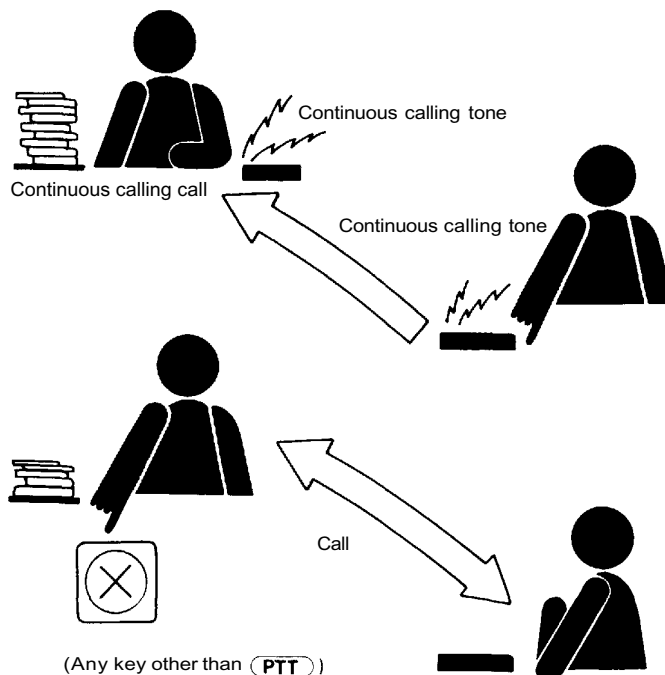 Continuous calling tone
Continuous calling call
Continuous calling tone
Call
(Any key other than PTT)